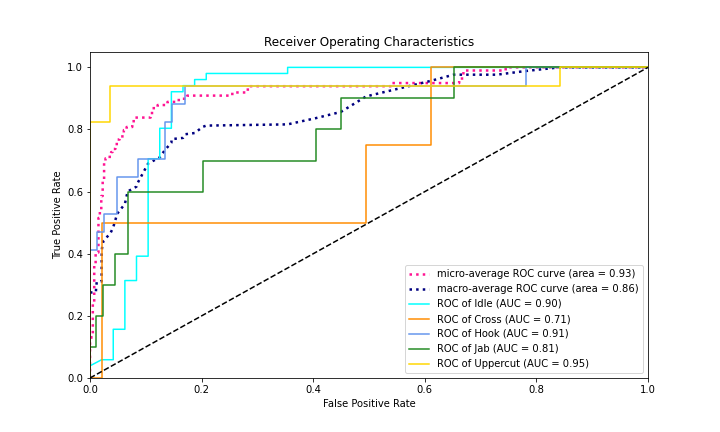 Receiver Operating Characteristics
True Positive Rate
1.0
0.8
0.6
0.4
0.2
0.0
0.0 0.2 0.4 0.6 0.8 1.0
False Positive Rate
micro-average ROC curve (area = 0.93)
macro-average ROC curve (area = 0.86)
ROC of Idle (AUC = 0.90)
ROC of Cross (AUC = 0.71)
ROC of Hook (AUC = 0.91)
ROC of Jab (AUC = 0.81)
ROC of Uppercut (AUC = 0.95)